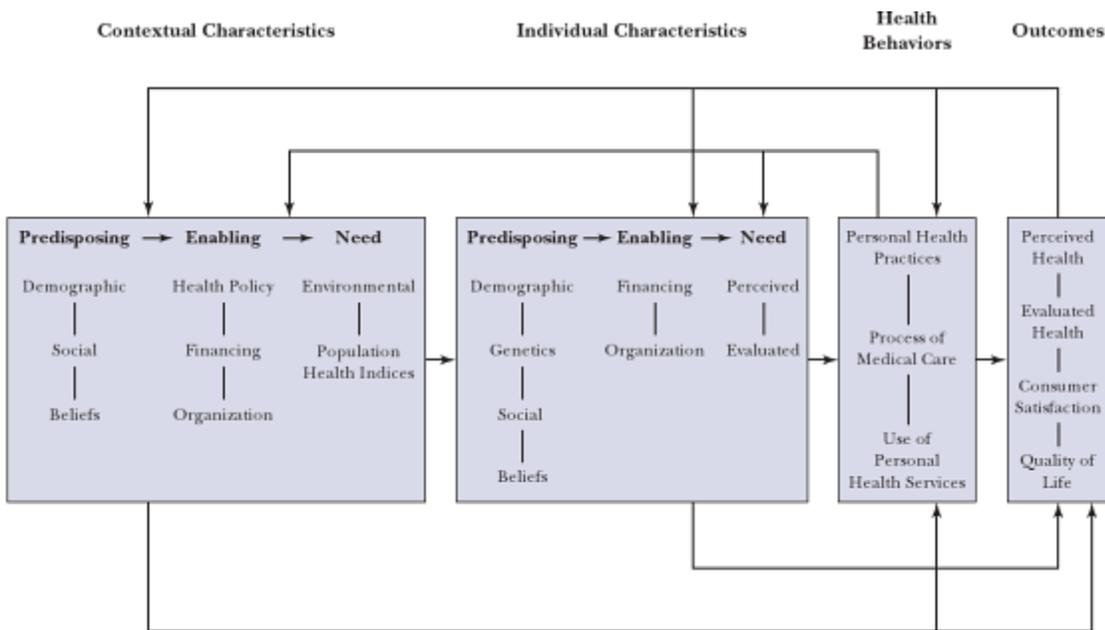 Contextual Characteristics
Individual Characteristics
Health
Behaviors
Outcomes
Predisposing
Enabling
Need
Demographic
Social
Beliefs
Health Policy
Financing
Organization
Environmental
Population
Health Indices
Predisposing
Enabling
Need
Demographic
Genetics
Social
Beliefs
Financing
Organization
Perceived
Evaluated
Personal Health
Practices
Process of
Medical Care
Use of
Personal
Health Services
Perceived
Health
Evaluated
Health
Consumer
Satisfaction
Quality of
Life